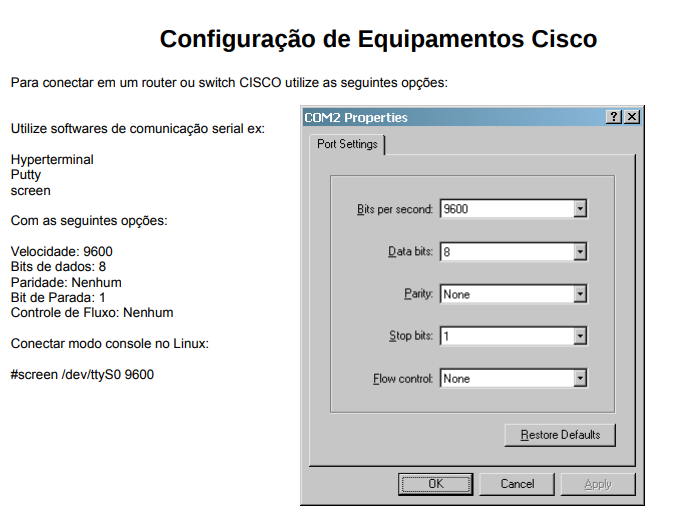 Configuração de Equipamentos Cisco
Para conectar em um router ou switch CISCO utilize as seguintes opções:
Utilize softwares de comunicação serial ex:
Hyperterminal
Putty
screen
Com as seguintes opções:
Velocidade: 9600
Bits de dados: 8
Paridade: Nenhum
Bit de Parada: 1
Controle de Fluxo: Nenhum
Conectar modo console no Linux:
#screen /dev/ttyS0 9600
COM2 Properties
Port Settings
Bits per second: 9600
Data bits: 8
Parity: None
Stop bits: 1
Flow control: None
Restore Defaults
OK Cancel Apply